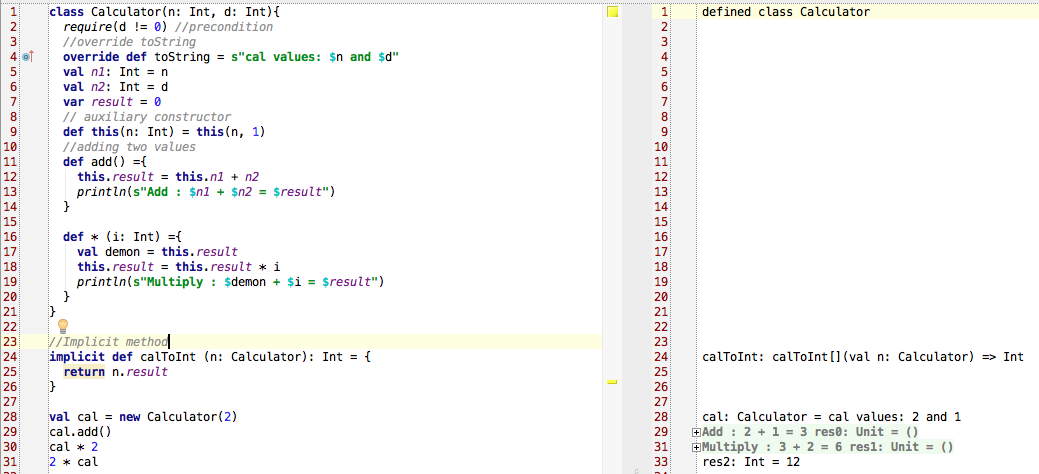 1 class Calculator(n: Int, d: Int){
2 require(d != 0) //precondition
3 //override toString
4 override def toString = s"cal values: $n and $d"
5 val n1: Int = n
6 val n2: Int = d
7 var result = 0
8 // auxiliary constructor
9 def this(n: Int) = this(n, 1)
10 //adding two values
11 def add() ={
12 this.result = this.n1 + n2
13 println(s"Add : $n1 + $n2 = $result")
14 }
15
16 def * (i: Int) ={
17 val demon = this.result
18 this.result = this.result * i
19 println(s"Multiply : $demon + $i = $result")
20 }
21 }
22
23 //Implicit method
24 implicit def calToInt (n: Calculator): Int = {
25 return n.result
26 }
27
28 val cal = new Calculator(2)
29 cal.add()
30 cal * 2
31 2 * cal
1 defined class Calculator
2
3
4
5
6
7
8
9
10
11
12
13
14
15
16
17
18
19
20
21
22
23
24 calToInt: calToInt[](val n: Calculator) => Int
25
26
27
28 cal: Calculator = cal values: 2 and 1
29 Add : 2 + 1 = 3 res0: Unit = ()
31 Multiply : 3 + 2 = 6 res1: Unit = ()
33 res2: Int = 12